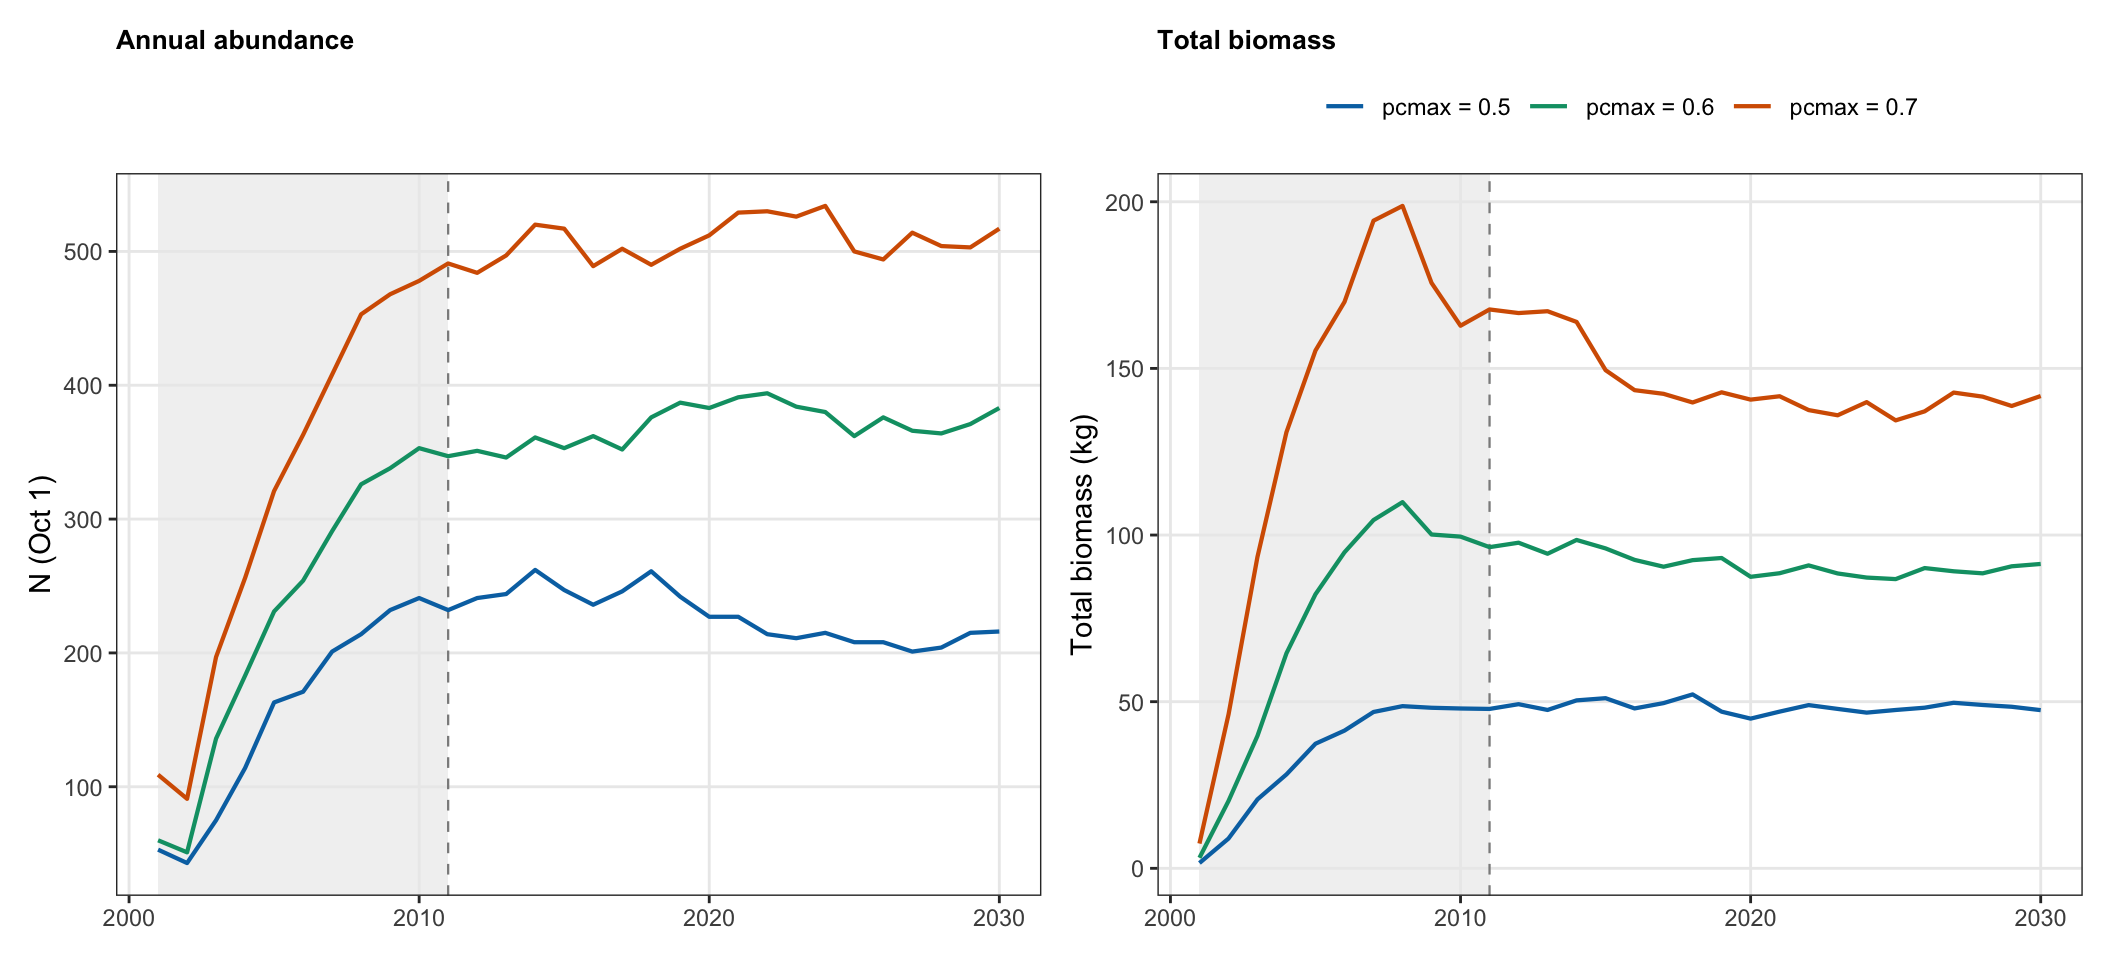 Annual abundance
Total biomass
pcmax = 0.5 pcmax = 0.6 pcmax = 0.7
N (Oct 1)
500
400
300
200
100
2000 2010 2020 2030
Total biomass (kg)
200
150
100
50
0
2000 2010 2020 2030